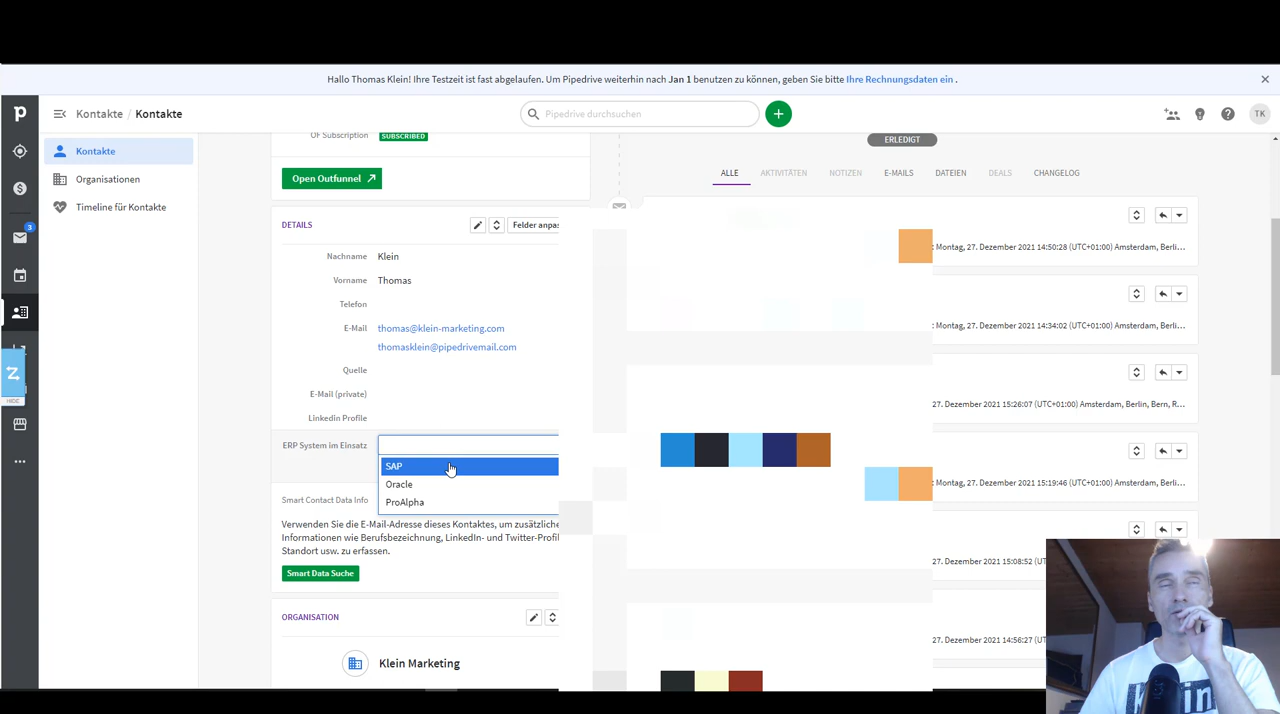 Hallo Thomas Klein! Ihre Testzeit ist fast abgelaufen. Um Pipedrive weiterhin nach Jan 1 benutzen zu können, geben Sie bitte Ihre Rechnungsdaten ein .
Kontakte / Kontakte
Pipedrive durchsuchen
TK
Kontakte
Organisationen
Timeline für Kontakte
3
HIDE
OF Subscription SUBSCRIBED
Open Outfunnel
DETAILS
Felder anpas
Nachname Klein
Vorname Thomas
Telefon
E-Mail thomas@klein-marketing.com
thomasklein@pipedrivemail.com
Quelle
E-Mail (private)
Linkedin Profile
ERP System im Einsatz
SAP
Oracle
ProAlpha
Smart Contact Data Info
Verwenden Sie die E-Mail-Adresse dieses Kontaktes, um zusätzliche
Informationen wie Berufsbezeichnung, LinkedIn- und Twitter-Profil
Standort usw. zu erfassen.
Smart Data Suche
ORGANISATION
Klein Marketing
ERLEDIGT
ALLE AKTIVITÄTEN NOTIZEN E-MAILS DATEIEN DEALS CHANGELOG
: Montag, 27. Dezember 2021 14:50:28 (UTC+01:00) Amsterdam, Berli...
: Montag, 27. Dezember 2021 14:34:02 (UTC+01:00) Amsterdam, Berli...
27. Dezember 2021 15:26:07 (UTC+01:00) Amsterdam, Berlin, Bern, R...
, 27. Dezember 2021 15:19:46 (UTC+01:00) Amsterdam, Berli...
, 27. Dezember 2021 15:08:52 (UT
, 27. Dezember 2021 14:56:27 (UT
klein